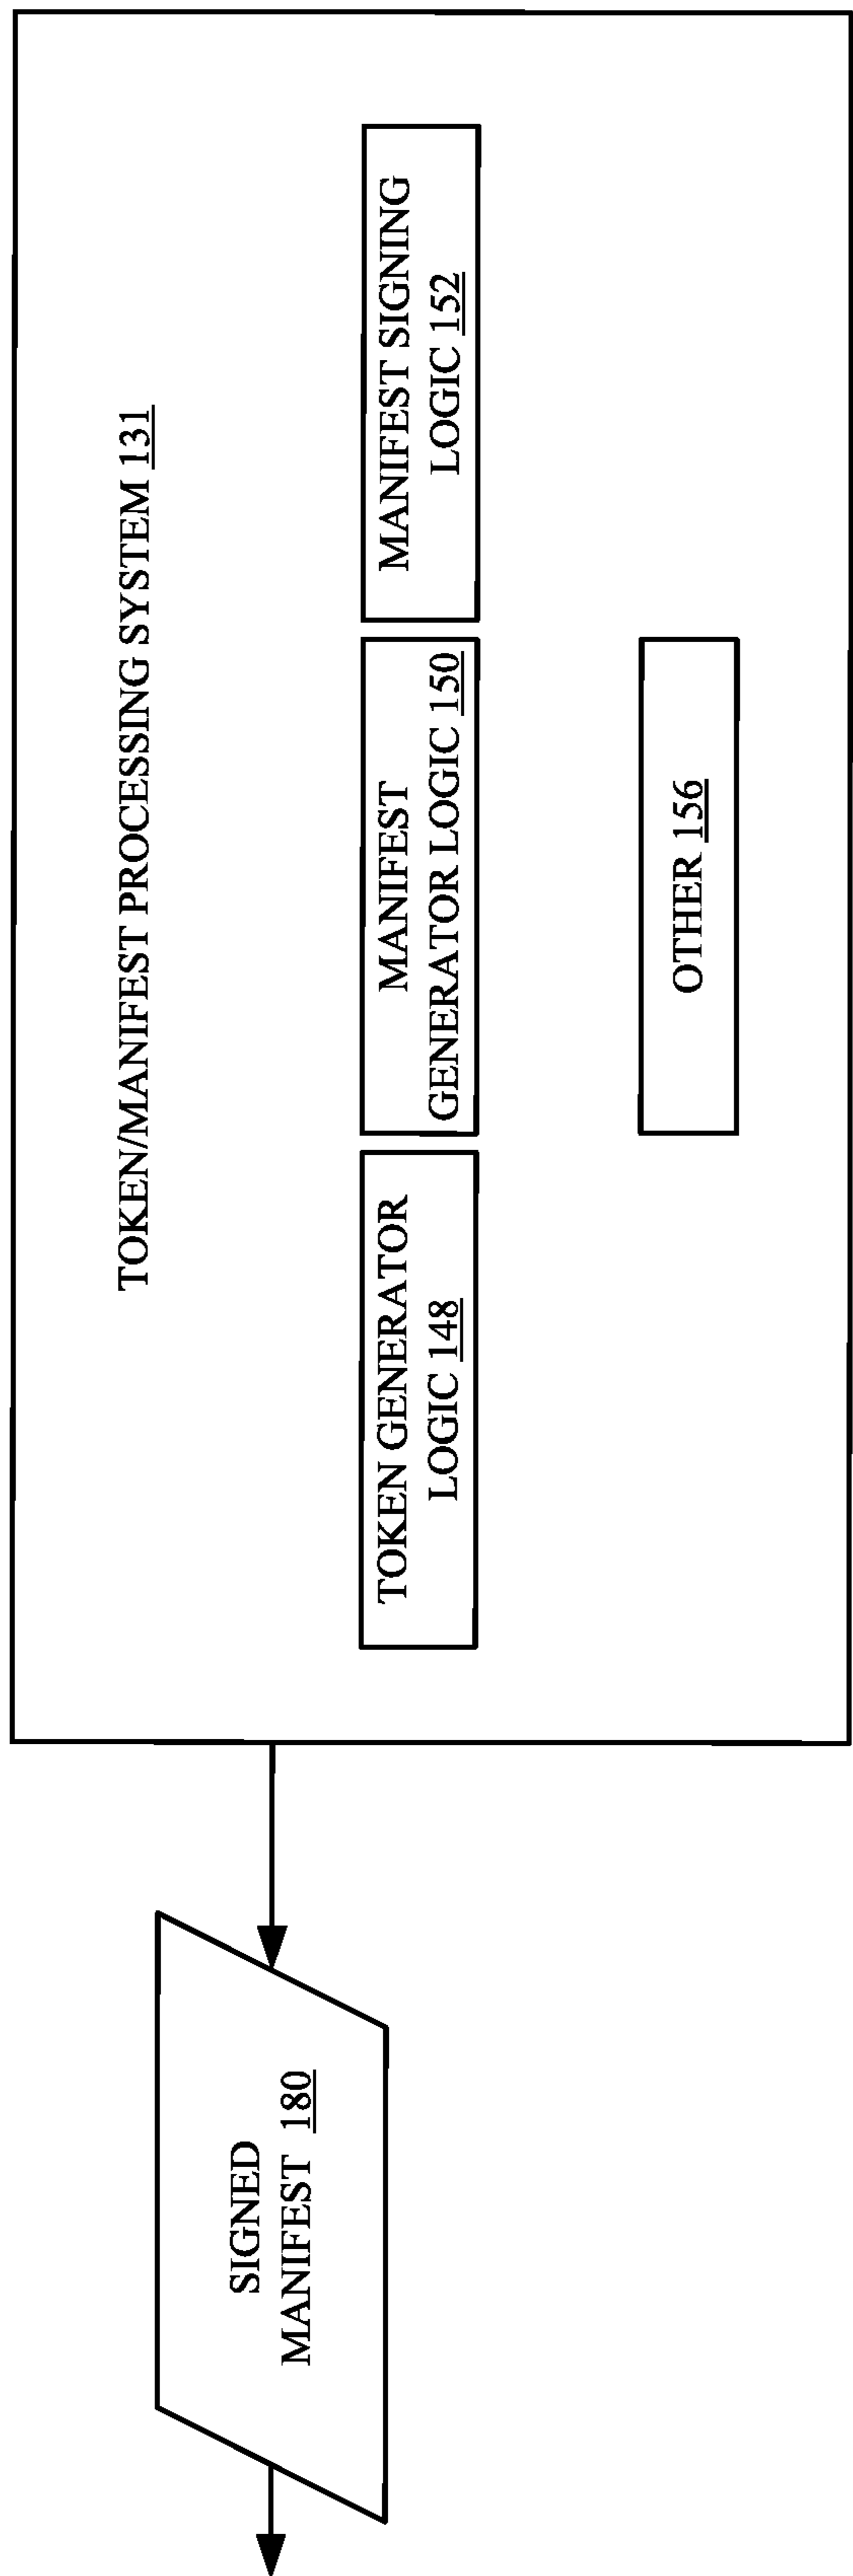 TOKEN/MANIFEST PROCESSING SYSTEM 131
TOKEN GENERATOR
LOGIC 148
MANIFEST
GENERATOR LOGIC 150
MANIFEST SIGNING
LOGIC 152
OTHER 156
SIGNED
MANIFEST 180